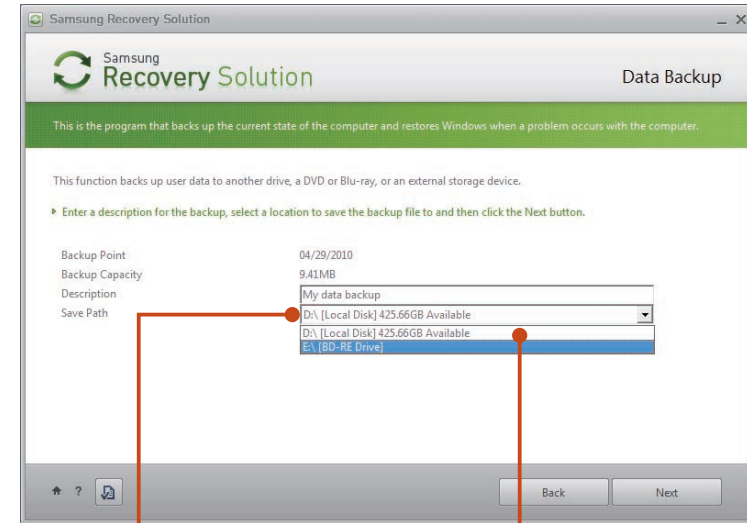 Samsung Recovery Solution
Samsung
Recovery Solution
Data Backup
This is the program that backs up the current state of the computer and restores Windows when a problem occurs with the computer.
This function backs up user data to another drive, a DVD or Blu-ray, or an external storage device.
Enter a description for the backup, select a location to save the backup file to and then click the Next button.
Backup Point 04/29/2010
Backup Capacity 9.41MB
Description My data backup
Save Path D:\ [Local Disk] 425.66GB Available
D:\ [Local Disk] 425.66GB Available
E:\ [BD-RE Drive]
?
Back Next